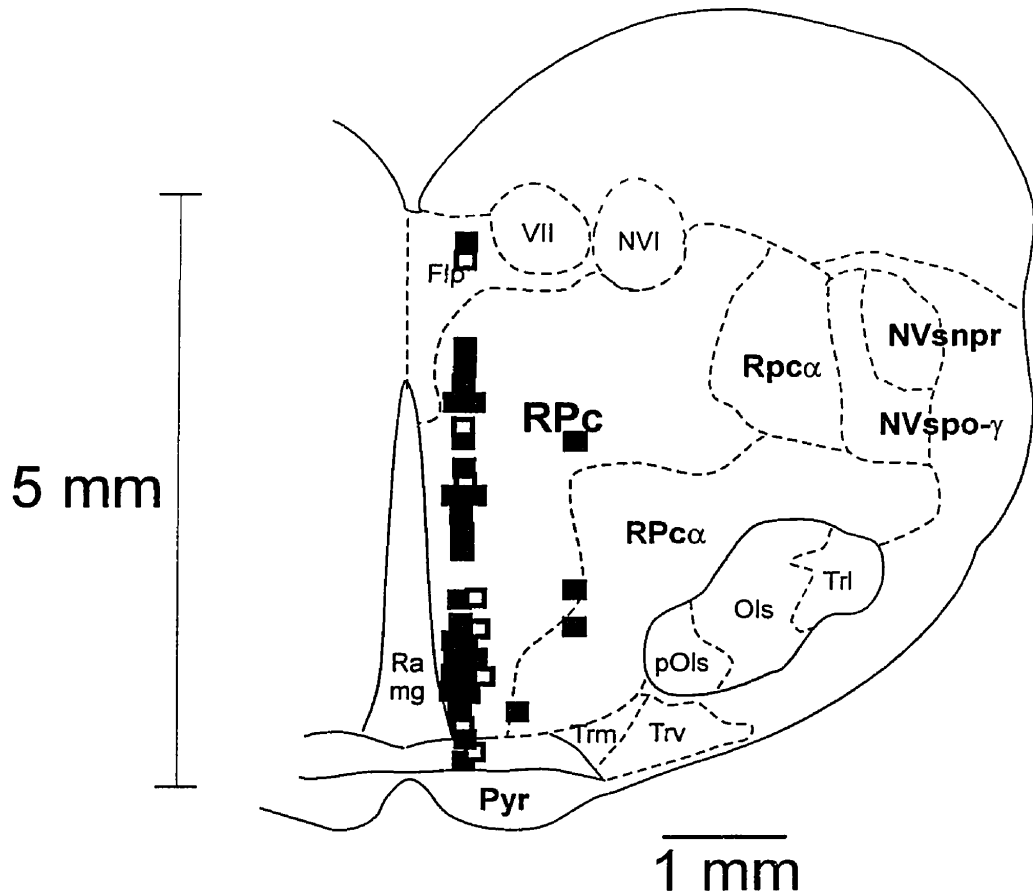 VII
NVI
Flp
NVsnpr
Rpcα
RPc
NVspo-γ
5 mm
RPcα
Trl
Ols
pOls
Ra
mg
Trm
Trv
Pyr
1 mm